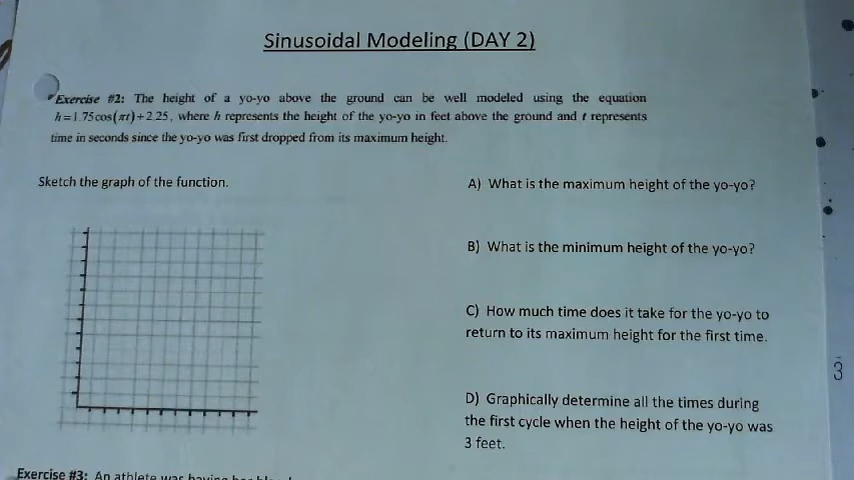 Sinusoidal Modeling (DAY 2)
Exercise #2: The height of a yo-yo above the ground can be well modeled using the equation
h=1.75cos(πt)+2.25, where h represents the height of the yo-yo in feet above the ground and t represents
time in seconds since the yo-yo was first dropped from its maximum height.
Sketch the graph of the function.
A) What is the maximum height of the yo-yo?
B) What is the minimum height of the yo-yo?
C) How much time does it take for the yo-yo to
return to its maximum height for the first time.
D) Graphically determine all the times during
the first cycle when the height of the yo-yo was
3 feet.
3
Exercise #3: An athlete was having her